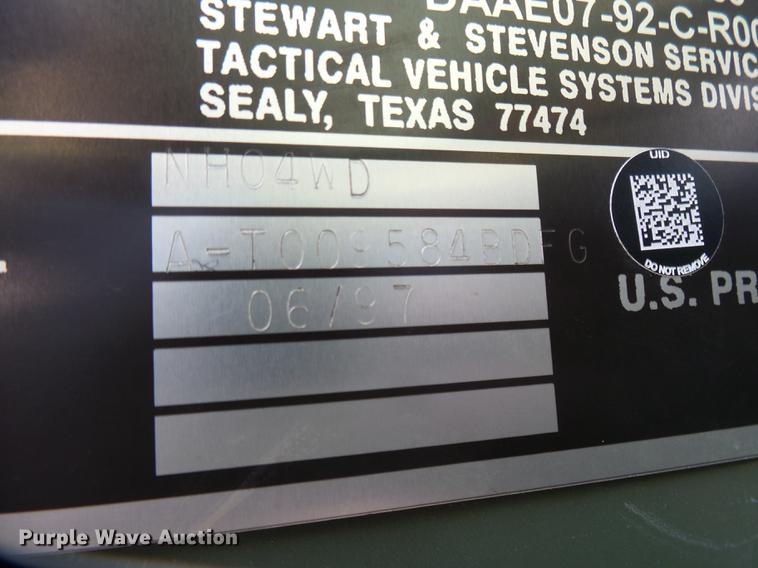 DAAE07-92-C-R00
STEWART & STEVENSON SERVIC
TACTICAL VEHICLE SYSTEMS DIVIS
SEALY, TEXAS 77474
NH04WD
UID
A-T009584BDFG
DO NOT REMOVE
06/97
U.S. PR
Purple Wave Auction